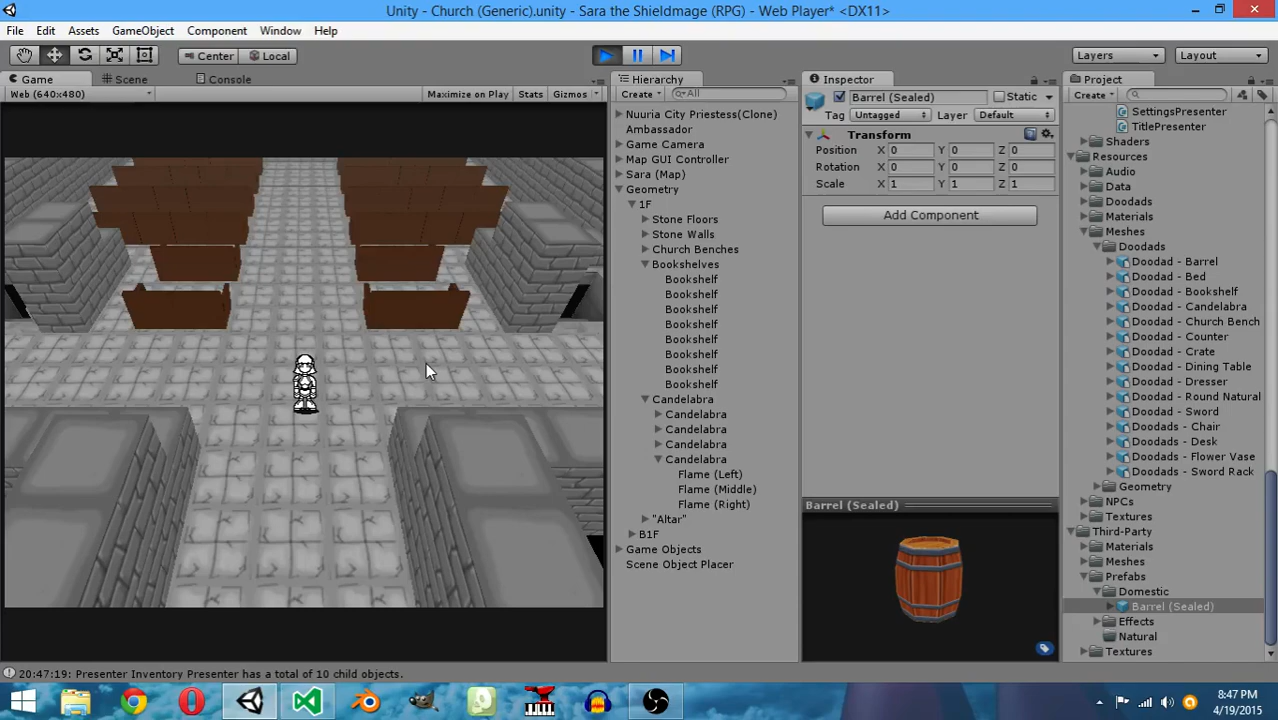 Unity - Church (Generic).unity - Sara the Shieldmage (RPG) - Web Player* <DX11>
File Edit Assets GameObject Component Window Help
Center Local Layers Layout
Game Scene Console
Web (640x480) Maximize on Play Stats Gizmos
Hierarchy
Create All
Nuuria City Priestess(Clone)
Ambassador
Game Camera
Map GUI Controller
Sara (Map)
Geometry
1F
Stone Floors
Stone Walls
Church Benches
Bookshelves
Bookshelf
Bookshelf
Bookshelf
Bookshelf
Bookshelf
Bookshelf
Bookshelf
Bookshelf
Candelabra
Candelabra
Candelabra
Candelabra
Candelabra
Flame (Left)
Flame (Middle)
Flame (Right)
"Altar"
B1F
Game Objects
Scene Object Placer
Inspector
Barrel (Sealed) Static
Tag Untagged Layer Default
Transform
Position X 0 Y 0 Z 0
Rotation X 0 Y 0 Z 0
Scale X 1 Y 1 Z 1
Add Component
Barrel (Sealed)
Project
Create
SettingsPresenter
TitlePresenter
Shaders
Resources
Audio
Data
Doodads
Materials
Meshes
Doodads
Doodad - Barrel
Doodad - Bed
Doodad - Bookshelf
Doodad - Candelabra
Doodad - Church Bench
Doodad - Counter
Doodad - Crate
Doodad - Dining Table
Doodad - Dresser
Doodad - Round Natural
Doodad - Sword
Doodads - Chair
Doodads - Desk
Doodads - Flower Vase
Doodads - Sword Rack
Geometry
NPCs
Textures
Third-Party
Materials
Meshes
Prefabs
Domestic
Barrel (Sealed)
Effects
Natural
Textures
20:47:19: Presenter Inventory Presenter has a total of 10 child objects.
8:47 PM
4/19/2015